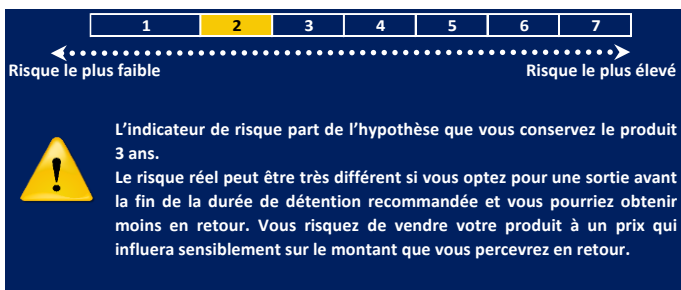 1 2 3 4 5 6 7
Risque le plus faible Risque le plus élevé
L’indicateur de risque part de l’hypothèse que vous conservez le produit
3 ans.
Le risque réel peut être très différent si vous optez pour une sortie avant
la fin de la durée de détention recommandée et vous pourriez obtenir
moins en retour. Vous risquez de vendre votre produit à un prix qui
influera sensiblement sur le montant que vous percevrez en retour.